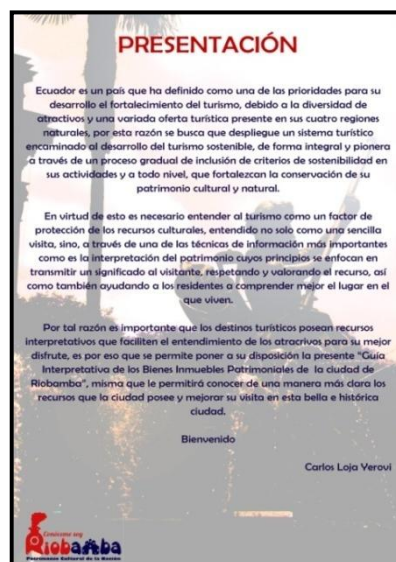 PRESENTACIÓN
Ecuador es un país que ha definido como una de las prioridades para su
desarrollo el fortalecimiento del turismo, debido a la diversidad de
atractivos y una variada oferta turística presente en sus cuatro regiones
naturales, por esta razón se busca que despliegue un sistema turístico
encaminado al desarrollo del turismo sostenible, de forma integral y pionera
a través de un proceso gradual de inclusión de criterios de sostenibilidad en
sus actividades y a todo nivel, que fortalezcan la conservación de su
patrimonio cultural y natural.
En virtud de esto es necesario entender al turismo como un factor de
protección de los recursos culturales, entendido no solo como una sencilla
visita, sino, a través de una de las técnicas de información más importantes
como es la interpretación del patrimonio cuyos principios se enfocan en
transmitir un significado al visitante, respetando y valorando el recurso, así
como también ayudando a los residentes a comprender mejor el lugar en el
que viven.
Por tal razón es importante que los destinos turísticos posean recursos
interpretativos que faciliten el entendimiento de los atractivos para su mejor
disfrute, es por eso que se permite poner a su disposición la presente "Guía
Interpretativa de los Bienes Inmuebles Patrimoniales de la ciudad de
Riobamba", misma que le permitirá conocer de una manera más clara los
recursos que la ciudad posee y mejorar su visita en esta bella e histórica
ciudad.
Bienvenido
Carlos Loja Yerovi
Riobamba
Patrimonio Cultural de la Nación